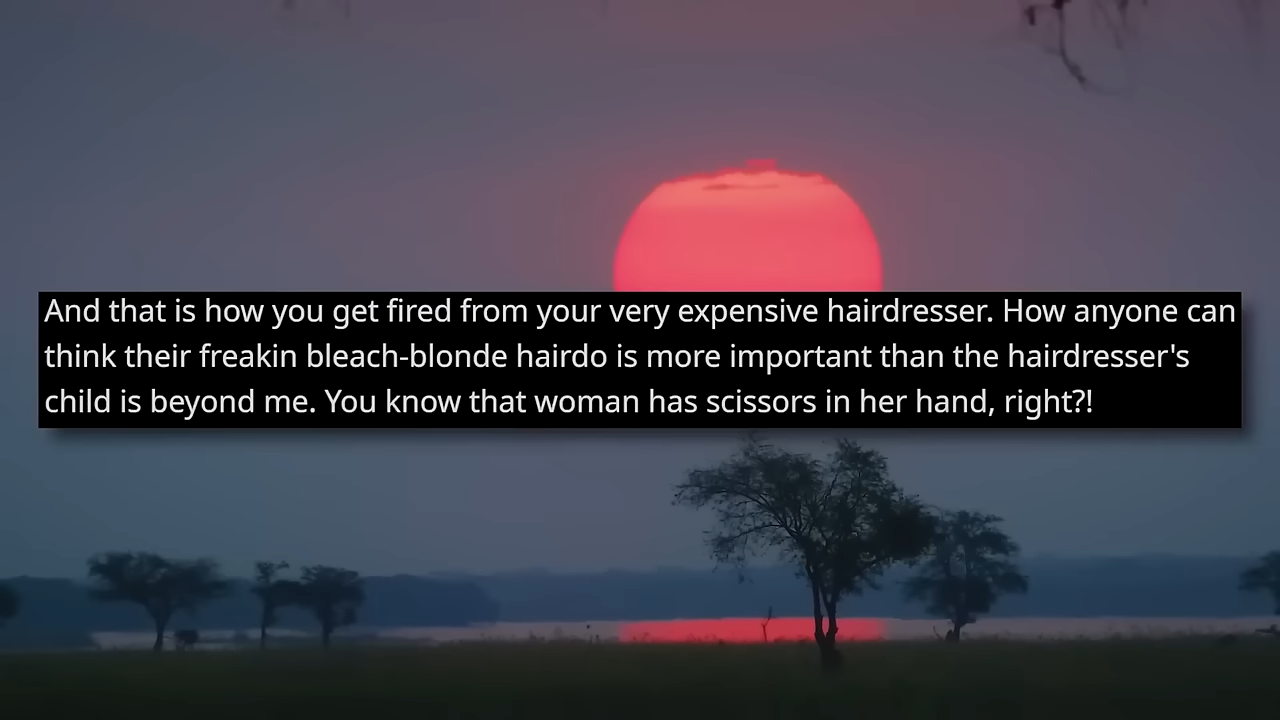 And that is how you get fired from your very expensive hairdresser. How anyone can
think their freakin bleach-blonde hairdo is more important than the hairdresser's
child is beyond me. You know that woman has scissors in her hand, right?!